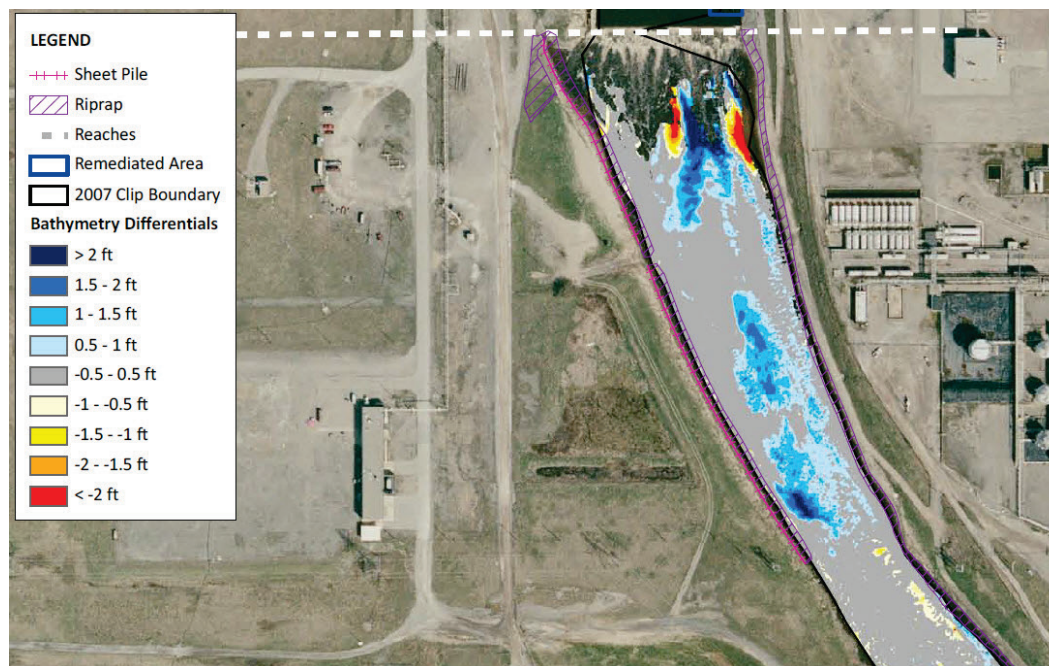 LEGEND
Sheet Pile
Riprap
Reaches
Remediated Area
2007 Clip Boundary
Bathymetry Differentials
> 2 ft
1.5 - 2 ft
1 - 1.5 ft
0.5 - 1 ft
-0.5 - 0.5 ft
-1 - -0.5 ft
-1.5 - -1 ft
-2 - -1.5 ft
< -2 ft